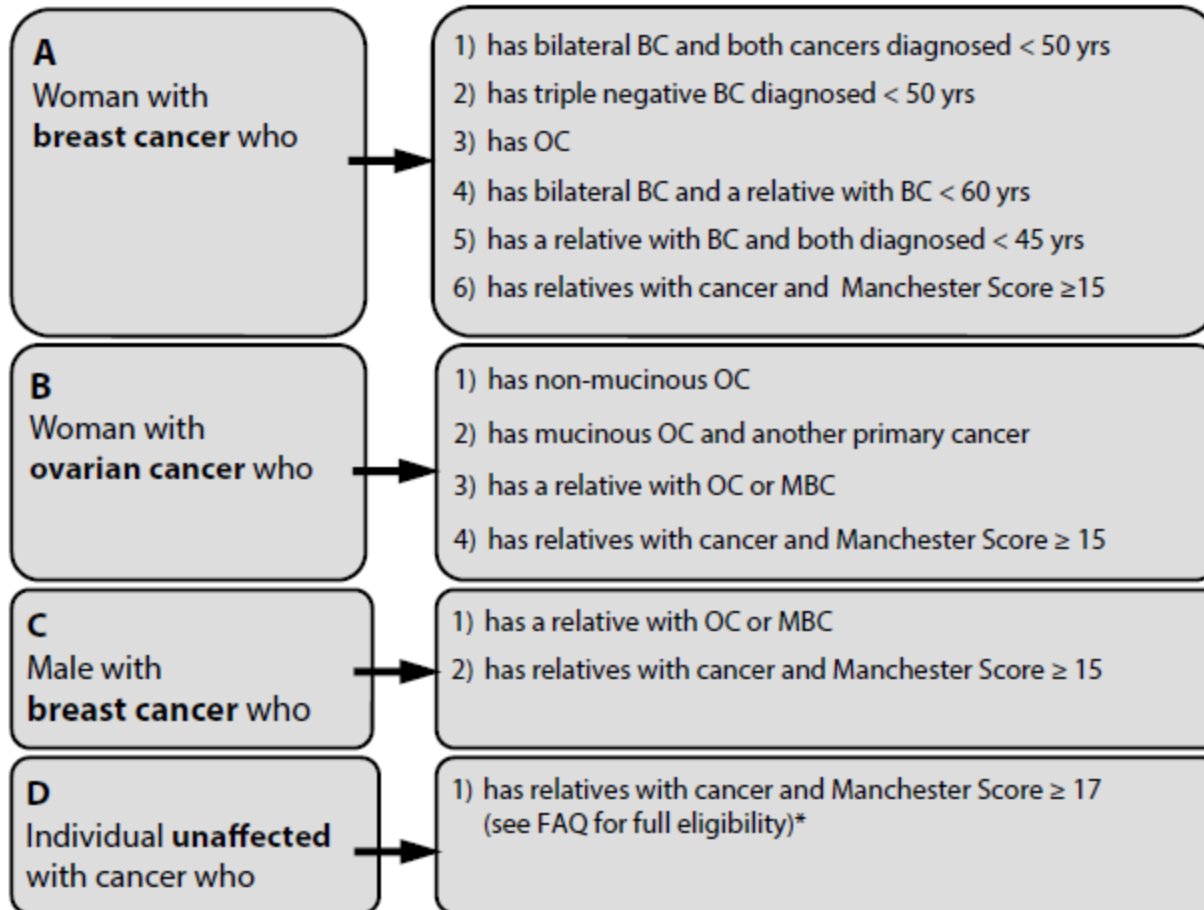 A
Woman with
breast cancer who
1) has bilateral BC and both cancers diagnosed < 50 yrs
2) has triple negative BC diagnosed < 50 yrs
3) has OC
4) has bilateral BC and a relative with BC < 60 yrs
5) has a relative with BC and both diagnosed < 45 yrs
6) has relatives with cancer and Manchester Score ≥15
B
Woman with
ovarian cancer who
1) has non-mucinous OC
2) has mucinous OC and another primary cancer
3) has a relative with OC or MBC
4) has relatives with cancer and Manchester Score ≥ 15
C
Male with
breast cancer who
1) has a relative with OC or MBC
2) has relatives with cancer and Manchester Score ≥ 15
D
Individual unaffected
with cancer who
1) has relatives with cancer and Manchester Score ≥ 17
(see FAQ for full eligibility)*